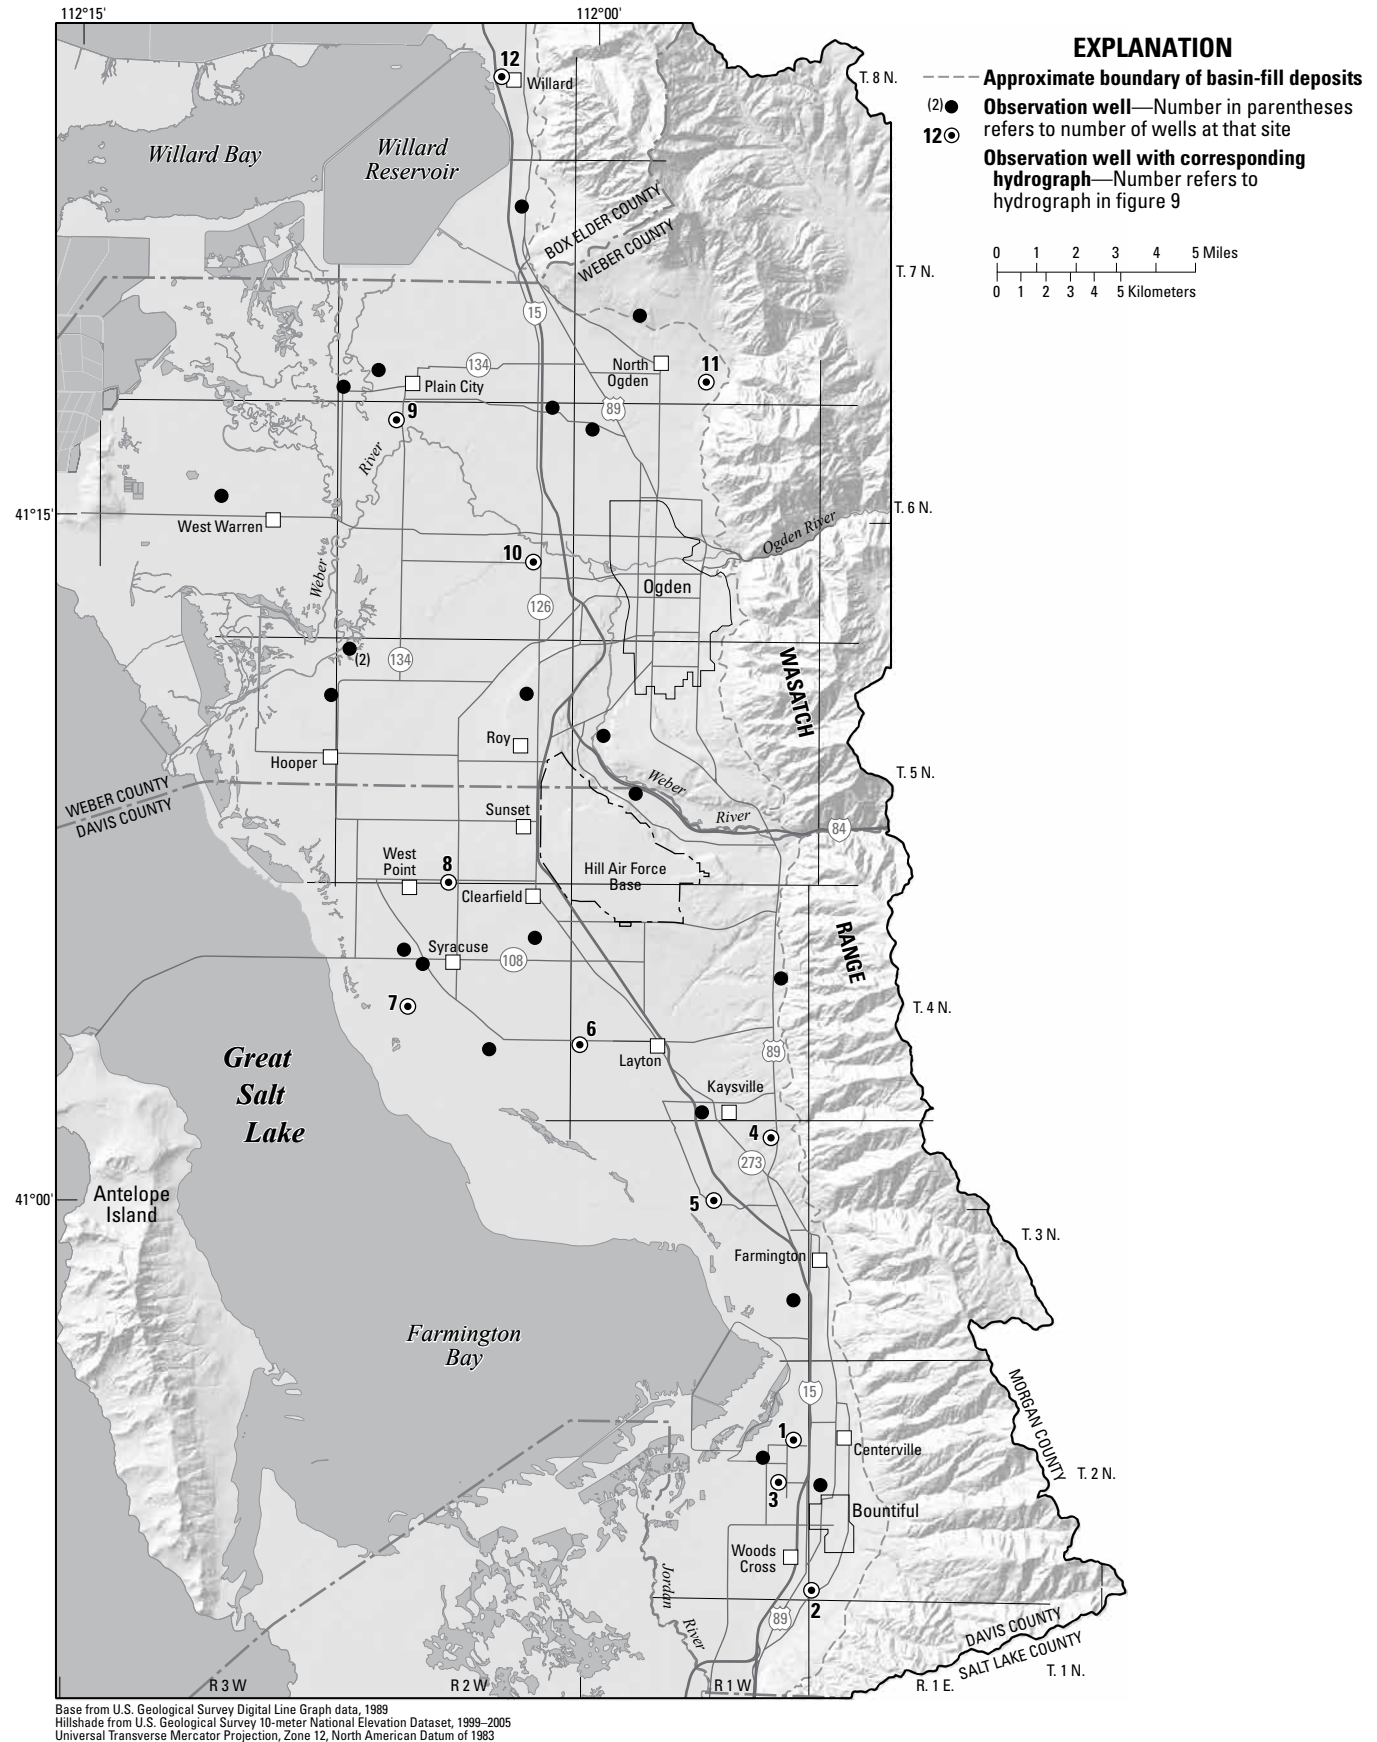 112°15'
112°00'
EXPLANATION
Approximate boundary of basin-fill deposits
(2) Observation well—Number in parentheses
refers to number of wells at that site
12 Observation well with corresponding
hydrograph—Number refers to
hydrograph in figure 9
0 1 2 3 4 5 Miles
0 1 2 3 4 5 Kilometers
12
Willard
T. 8 N.
Willard Bay
Willard
Reservoir
BOX ELDER COUNTY
WEBER COUNTY
T. 7 N.
15
134
North
Ogden
11
Plain City
89
9
River
41°15'
West Warren
T. 6 N.
Ogden River
10
Weber
Ogden
126
(2)
134
WASATCH
Roy
Hooper
T. 5 N.
Weber
River
WEBER COUNTY
DAVIS COUNTY
Sunset
84
West
Point
8
Hill Air Force
Base
Clearfield
RANGE
Syracuse
108
7
T. 4 N.
6
Great
Salt
Lake
Layton
89
Kaysville
4
273
41°00'
Antelope
Island
5
T. 3 N.
Farmington
Farmington
Bay
MORGAN COUNTY
15
1
Centerville
T. 2 N.
3
Bountiful
Woods
Cross
Jordan
River
2
89
DAVIS COUNTY
SALT LAKE COUNTY
T. 1 N.
R 3 W
R 2 W
R 1 W
R. 1 E.
Base from U.S. Geological Survey Digital Line Graph data, 1989
Hillshade from U.S. Geological Survey 10-meter National Elevation Dataset, 1999–2005
Universal Transverse Mercator Projection, Zone 12, North American Datum of 1983